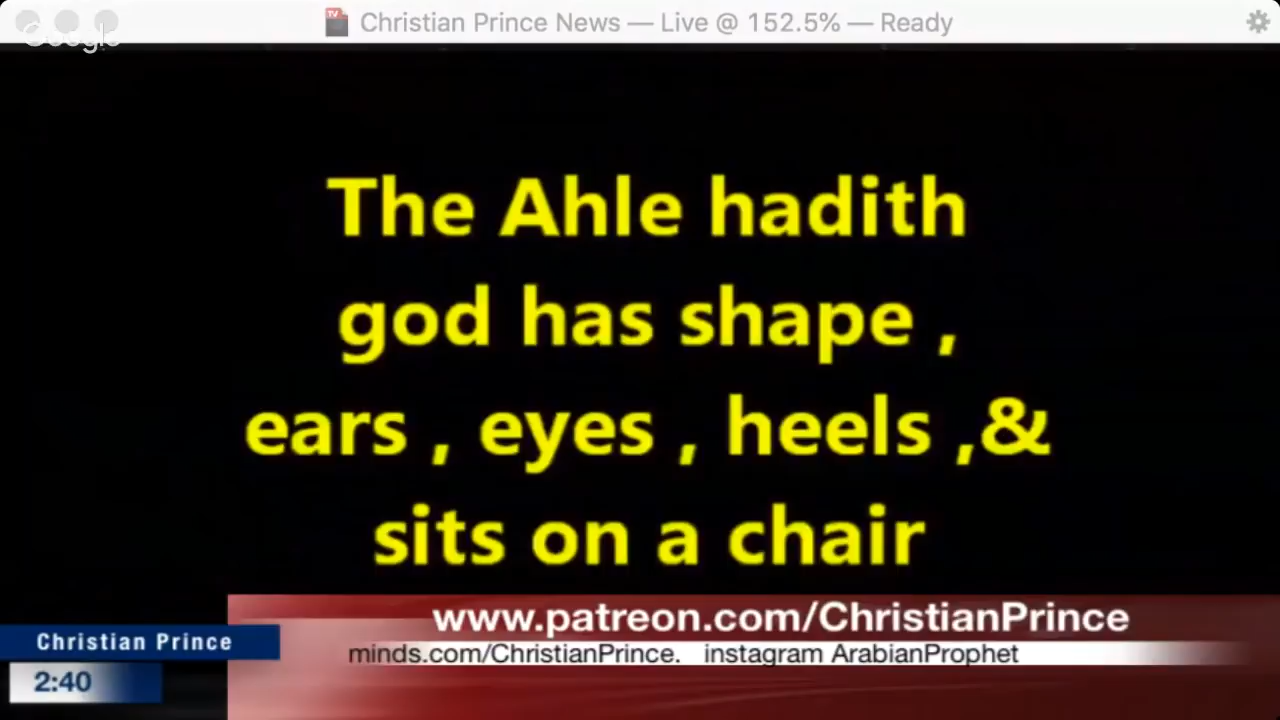 Christian Prince News — Live @ 152.5% — Ready
Google
The Ahle hadith
god has shape ,
ears , eyes , heels ,&
sits on a chair
www.patreon.com/ChristianPrince
Christian Prince
minds.com/ChristianPrince. instagram ArabianProphet
2:40